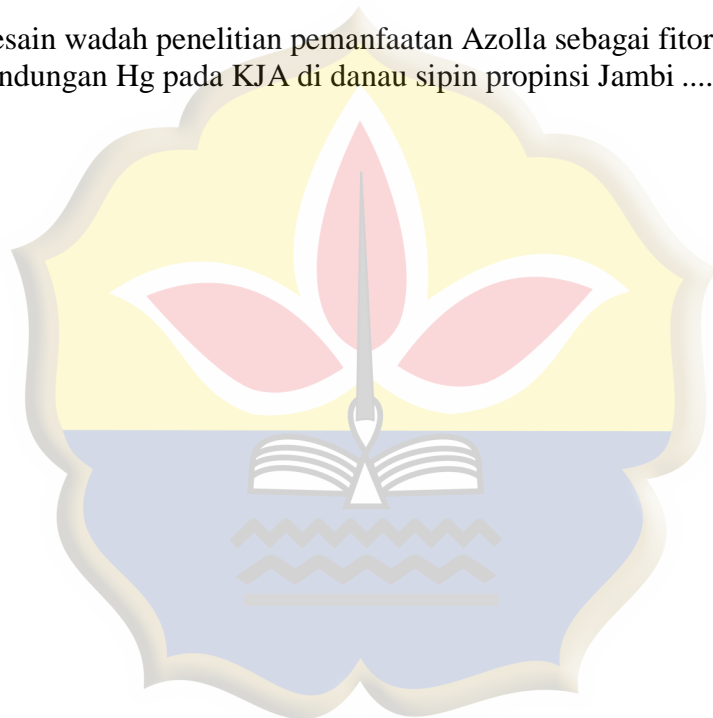 esain wadah penelitian pemanfaatan Azolla sebagai fitor
ndungan Hg pada KJA di danau sipin propinsi Jambi ....